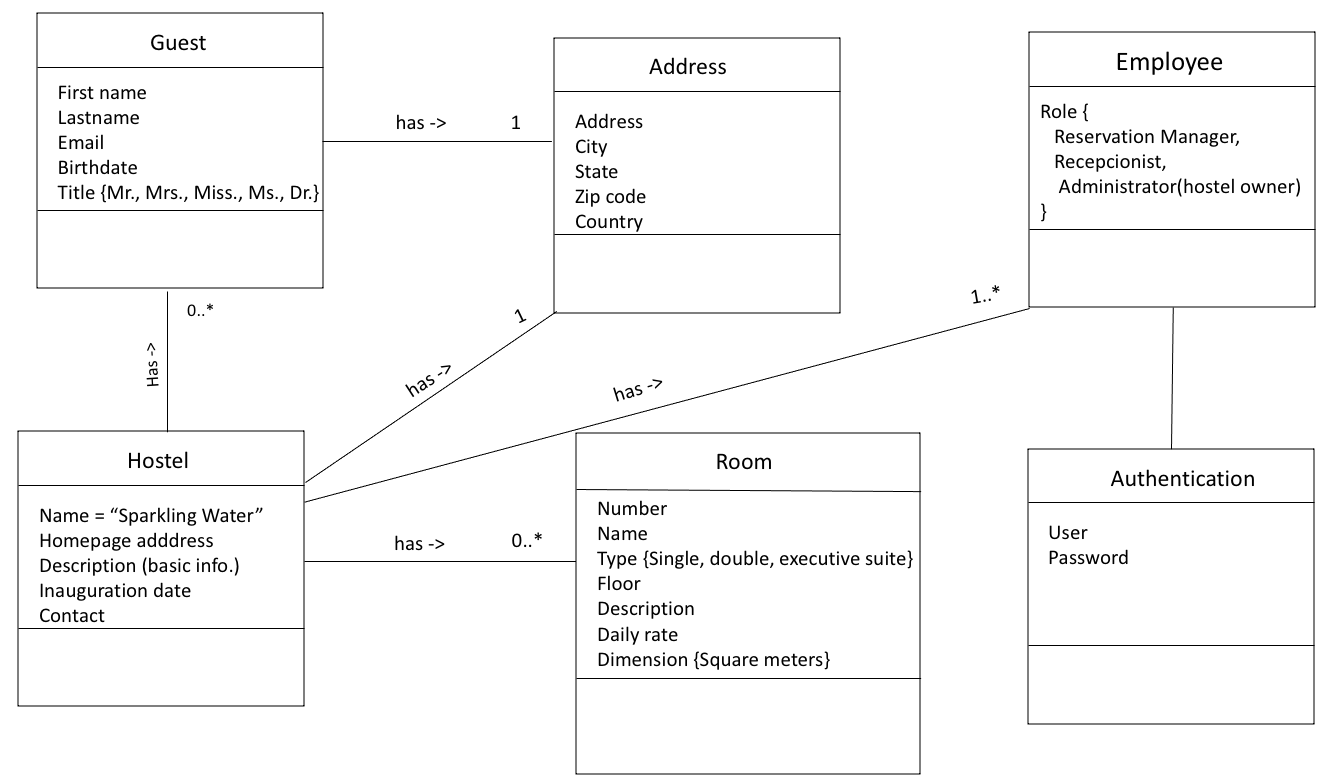 Guest
First name
Lastname
Email
Birthdate
Title {Mr., Mrs., Miss., Ms., Dr.}
has ->
1
Address
Address
City
State
Zip code
Country
Employee
Role {
Reservation Manager,
Recepcionist,
Administrator(hostel owner)
}
0..*
Has ->
1
has ->
has ->
1..*
Hostel
Name = “Sparkling Water”
Homepage adddress
Description (basic info.)
Inauguration date
Contact
has ->
0..*
Room
Number
Name
Type {Single, double, executive suite}
Floor
Description
Daily rate
Dimension {Square meters}
Authentication
User
Password